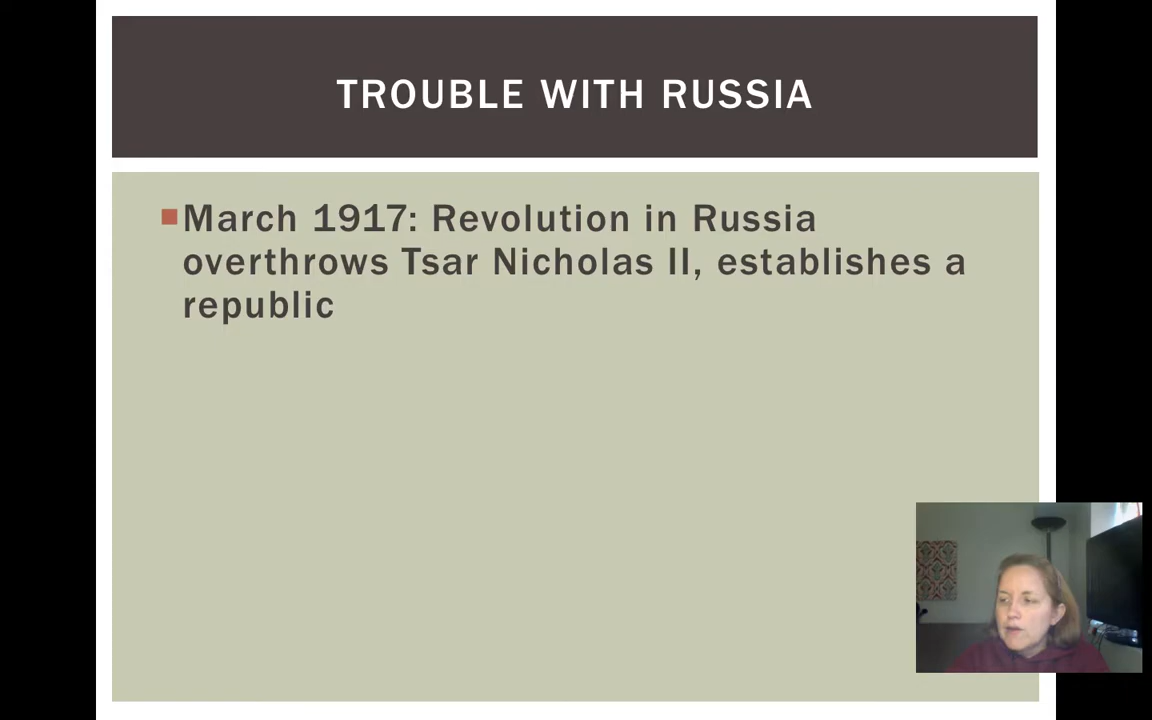 TROUBLE WITH RUSSIA
March 1917: Revolution in Russia
overthrows Tsar Nicholas II, establishes a
republic